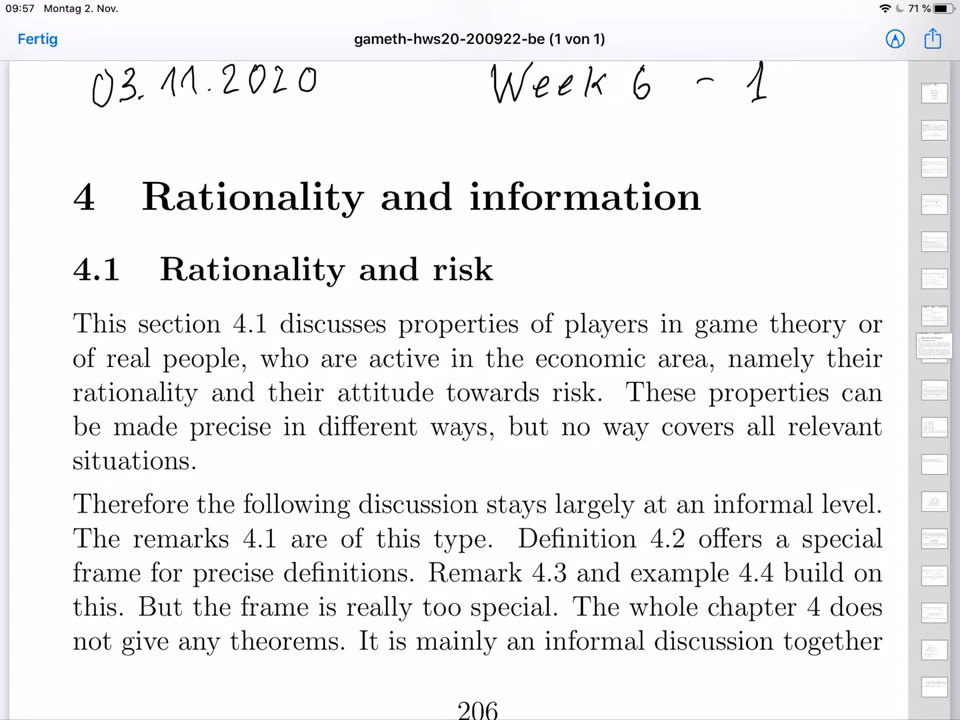 09:57 Montag 2. Nov. 71 %
Fertig gameth-hws20-200922-be (1 von 1)
03.11.2020 Week 6 - 1
4 Rationality and information
4.1 Rationality and risk
This section 4.1 discusses properties of players in game theory or
of real people, who are active in the economic area, namely their
rationality and their attitude towards risk. These properties can
be made precise in different ways, but no way covers all relevant
situations.
Therefore the following discussion stays largely at an informal level.
The remarks 4.1 are of this type. Definition 4.2 offers a special
frame for precise definitions. Remark 4.3 and example 4.4 build on
this. But the frame is really too special. The whole chapter 4 does
not give any theorems. It is mainly an informal discussion together
206